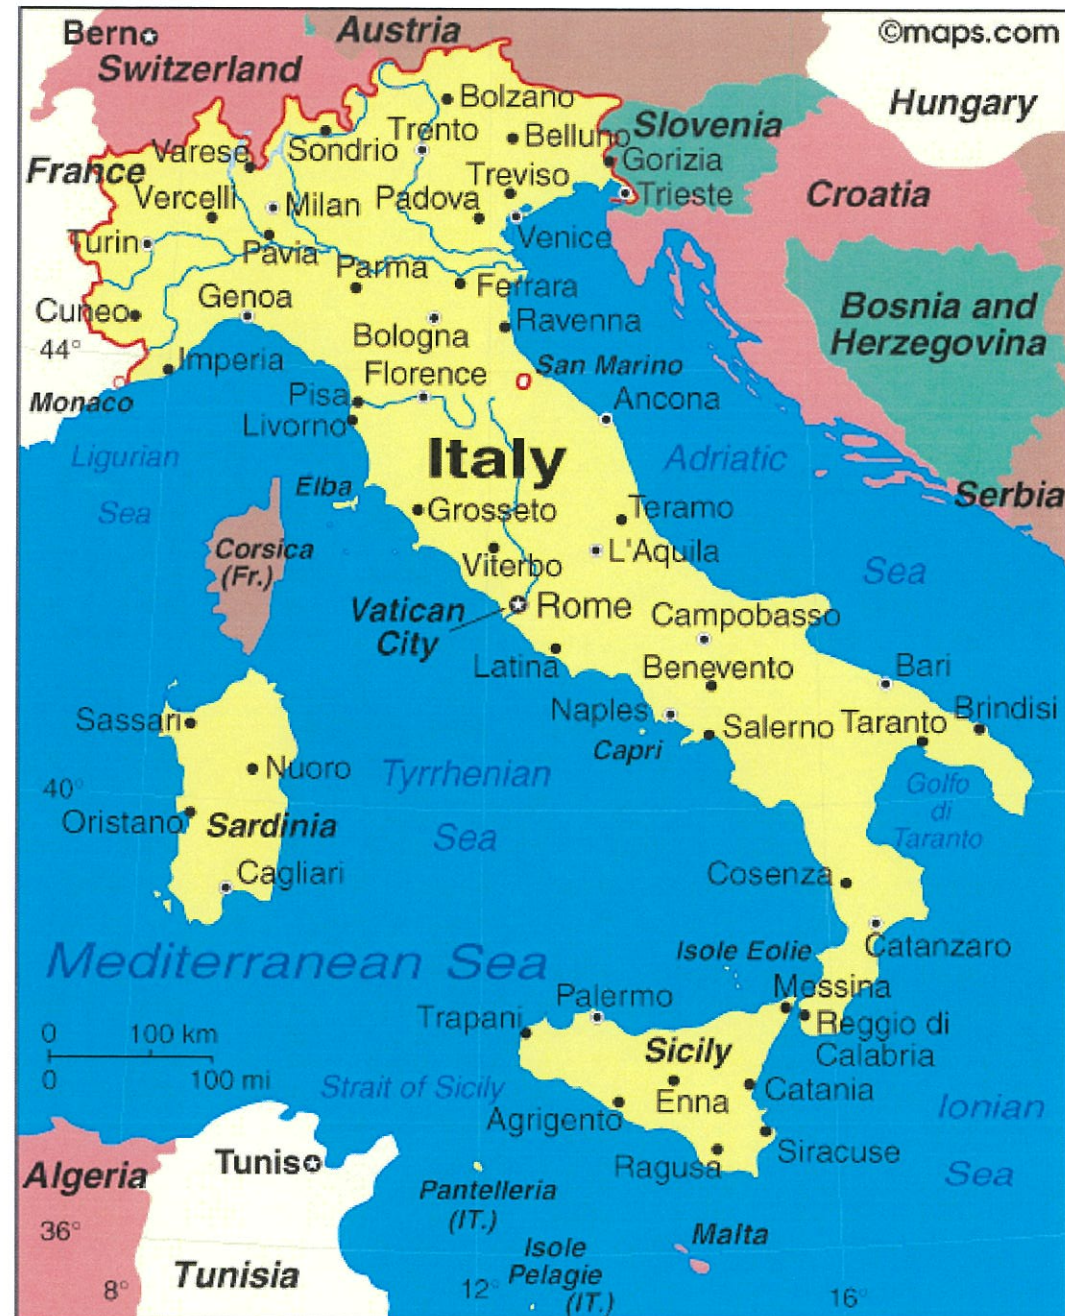 Bern
Austria
©maps.com
Switzerland
Hungary
Bolzano
Trento
Belluno
Slovenia
Varese
Sondrio
Gorizia
France
Treviso
Vercelli
Milan
Padova
Trieste
Croatia
Turin
Venice
Pavia
Parma
Ferrara
Cuneo
Genoa
Bosnia and
Herzegovina
Bologna
Ravenna
44°
Imperia
Florence
San Marino
Monaco
Pisa
Ancona
Livorno
Ligurian
Sea
Italy
Adriatic
Sea
Elba
Serbia
Grosseto
Teramo
Corsica
(Fr.)
Viterbo
L'Aquila
Vatican
City
Rome
Campobasso
Latina
Benevento
Bari
Sassari
Naples
Salerno
Taranto
Brindisi
Capri
Nuoro
Tyrrhenian
Sea
40°
Golfo
di
Taranto
Oristano
Sardinia
Cagliari
Cosenza
Mediterranean Sea
Isole Eolie
Catanzaro
Messina
Palermo
Trapani
Reggio di
Calabria
0 100 km
0 100 mi
Sicily
Strait of Sicily
Enna
Catania
Agrigento
Ionian
Sea
Siracuse
Ragusa
Algeria
Tunis
Pantelleria
(IT.)
36°
Malta
Isole
Pelagie
(IT.)
Tunisia
8°
12°
16°